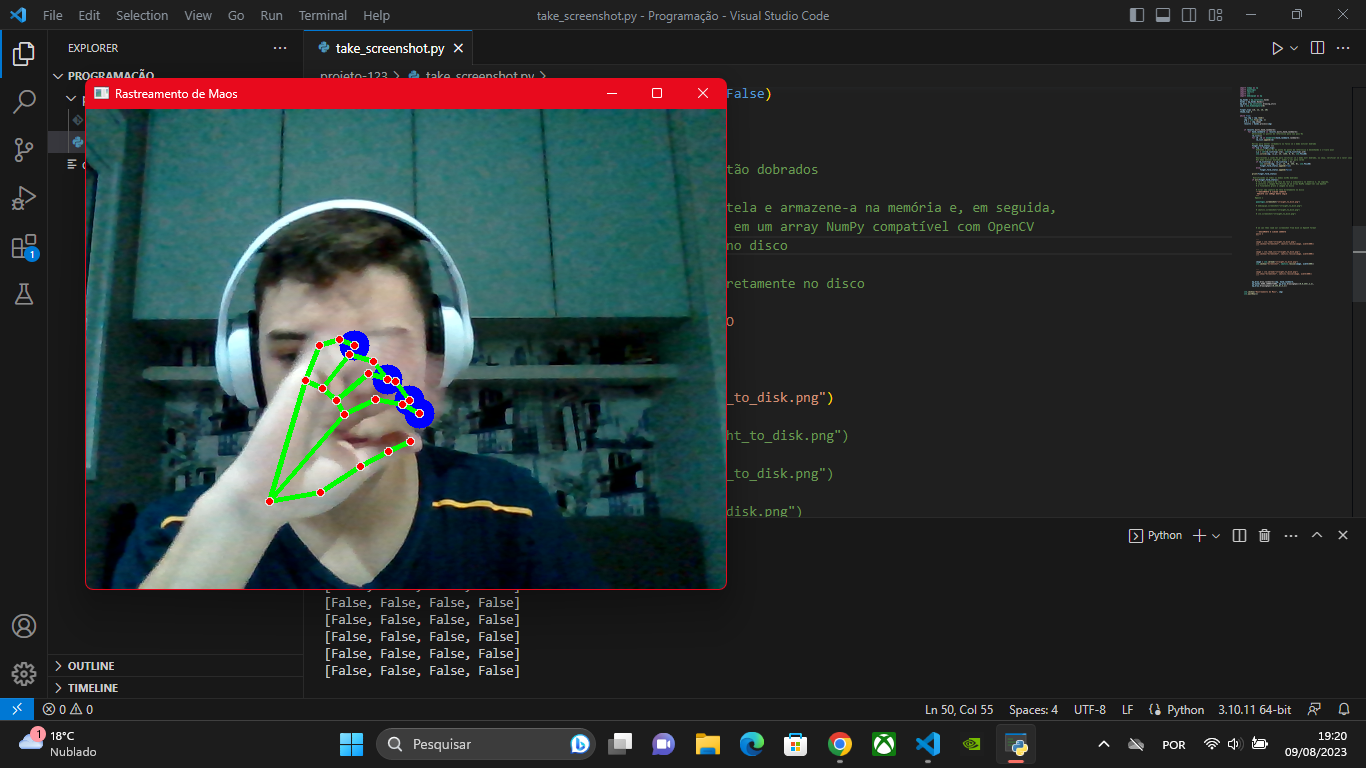 File Edit Selection View Go Run Terminal Help
take_screenshot.py - Programação - Visual Studio Code
EXPLORER
take_screenshot.py
PROGRAMAÇÃO
projeto-123 > take_screenshot.py >
Rastreamento de Maos
False)
tão dobrados
tela e armazene-a na memória e, em seguida,
em um array NumPy compatível com OpenCV
no disco
retamente no disco
o
_to_disk.png")
ht_to_disk.png")
_to_disk.png")
disk.png")
1
Python
[False, False, False, False]
[False, False, False, False]
[False, False, False, False]
[False, False, False, False]
[False, False, False, False]
OUTLINE
TIMELINE
0 0
Ln 50, Col 55 Spaces: 4 UTF-8 LF Python 3.10.11 64-bit
1
18°C
Nublado
Pesquisar
POR
19:20
09/08/2023